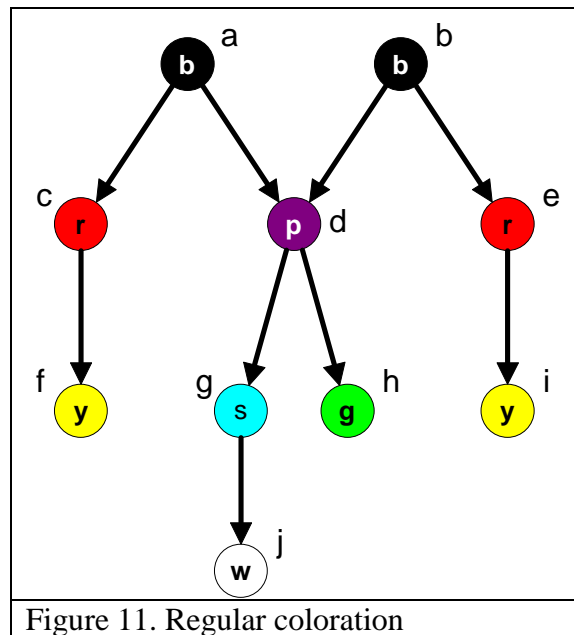 a b
b b
c r p d r e
f y g s g h y i
w j
Figure 11. Regular coloration